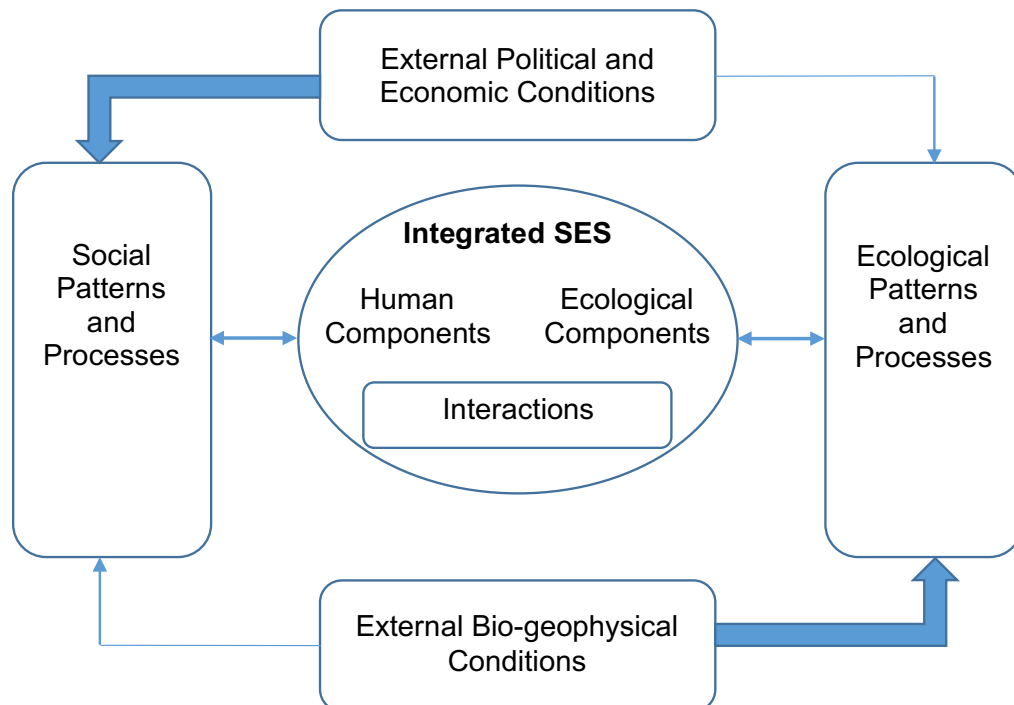 External Political and
Economic Conditions
Social
Patterns
and
Processes
Integrated SES
Human
Components
Ecological
Components
Interactions
Ecological
Patterns
and
Processes
External Bio-geophysical
Conditions